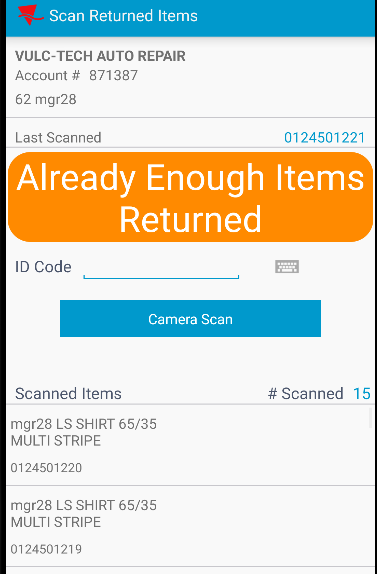 Scan Returned Items
VULC-TECH AUTO REPAIR
Account # 871387
62 mgr28
Last Scanned 0124501221
Already Enough Items
Returned
ID Code
Camera Scan
Scanned Items # Scanned 15
mgr28 LS SHIRT 65/35
MULTI STRIPE
0124501220
mgr28 LS SHIRT 65/35
MULTI STRIPE
0124501219